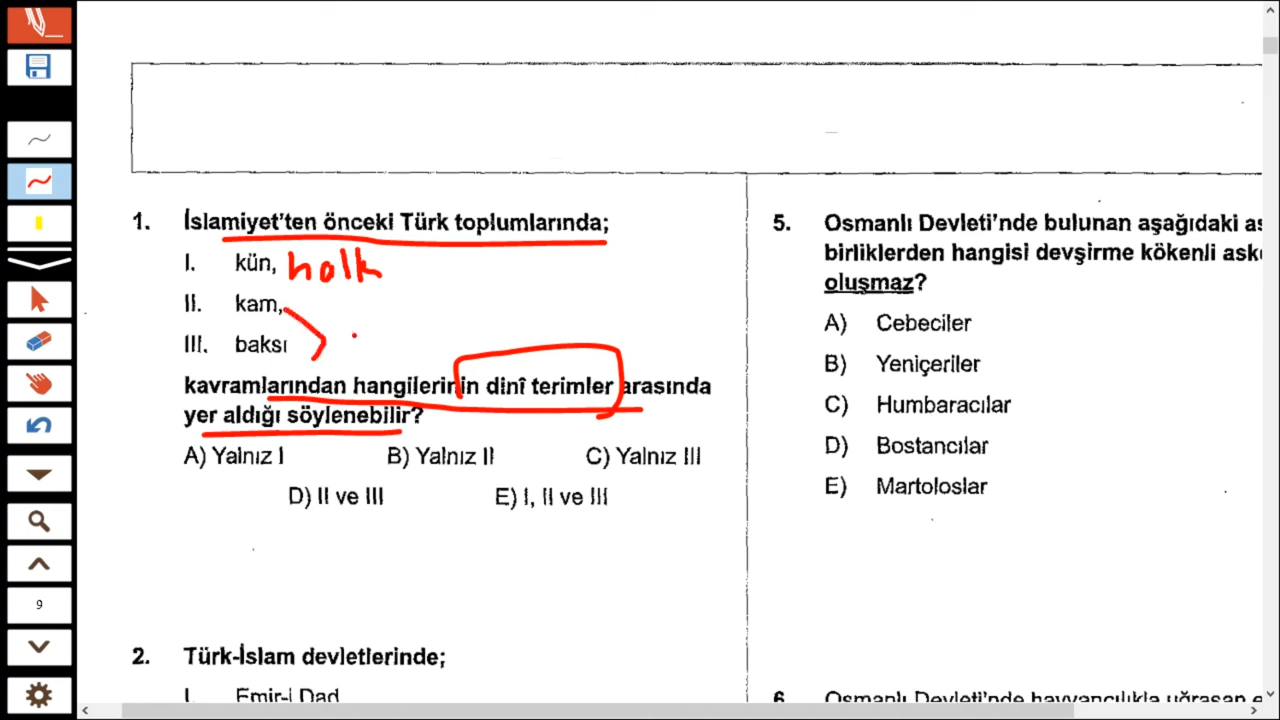 1. İslamiyet'ten önceki Türk toplumlarında;
I. kün, halk
II. kam,
III. baksı
kavramlarından hangilerinin dinî terimler arasında
yer aldığı söylenebilir?
A) Yalnız I B) Yalnız II C) Yalnız III
D) II ve III E) I, II ve III
2. Türk-İslam devletlerinde;
I. Emir-i Dad
5. Osmanlı Devleti'nde bulunan aşağıdaki as
birliklerden hangisi devşirme kökenli aske
oluşmaz?
A) Cebeciler
B) Yeniçeriler
C) Humbaracılar
D) Bostancılar
E) Martoloslar
6. Osmanlı Devleti'nde hayvancılıkla uğraşan
9